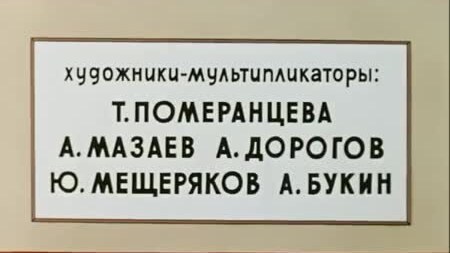 художники-мультипликаторы:
Т. ПОМЕРАНЦЕВА
А. МАЗАЕВ А. ДОРОГОВ
Ю. МЕЩЕРЯКОВ А. БУКИН